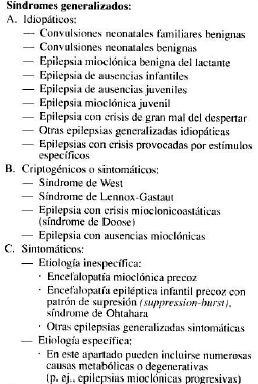 Síndromes generalizados:
A. Idiopáticos:
— Convulsiones neonatales familiares benignas
— Convulsiones neonatales benignas
— Epilepsia mioclónica benigna del lactante
— Epilepsia de ausencias infantiles
— Epilepsia de ausencias juveniles
— Epilepsia mioclónica juvenil
— Epilepsia con crisis de gran mal del despertar
— Otras epilepsias generalizadas idiopáticas
— Epilepsias con crisis provocadas por estímulos
específicos
B. Criptogénicos o sintomáticos:
— Síndrome de West
— Síndrome de Lennox-Gastaut
— Epilepsia con crisis mioclonicoastáticas
(síndrome de Doose)
— Epilepsia con ausencias mioclónicas
C. Sintomáticos:
— Etiología inespecífica:
· Encefalopatía mioclónica precoz
· Encefalopatía epiléptica infantil precoz con
patrón de supresión (suppression-burst),
síndrome de Ohtahara
· Otras epilepsias generalizadas sintomáticas
— Etiología específica:
· En este apartado pueden incluirse numerosas
causas metabólicas o degenerativas
(p. ej., epilepsias mioclónicas progresivas)